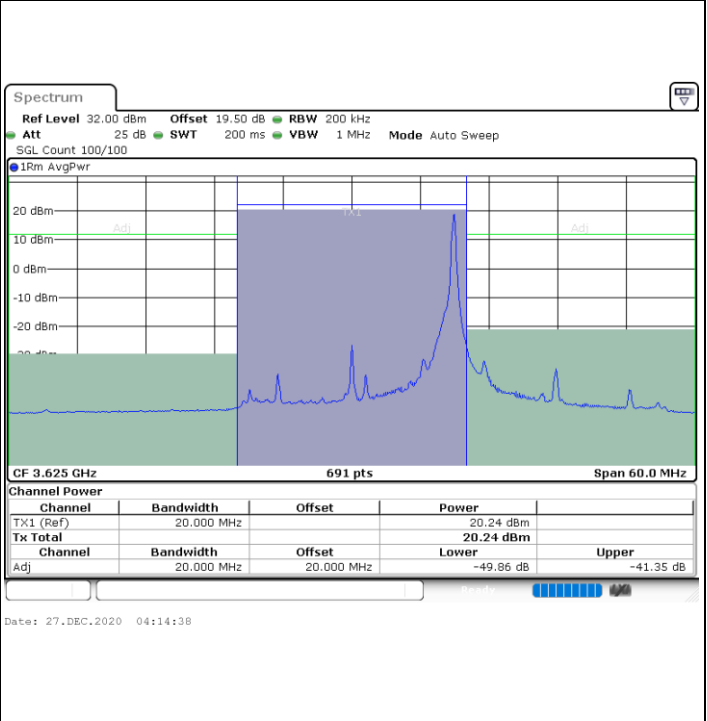 Spectrum
Ref Level 32.00 dBm Offset 19.50 dB RBW 200 kHz
Att 25 dB SWT 200 ms VBW 1 MHz Mode Auto Sweep
SGL Count 100/100
1Rm AvgPwr
20 dBm
TX1
Adj Adj
10 dBm
0 dBm
-10 dBm
-20 dBm
CF 3.625 GHz 691 pts Span 60.0 MHz
Channel Power
Channel Bandwidth Offset Power
TX1 (Ref) 20.000 MHz 20.24 dBm
Tx Total 20.24 dBm
Channel Bandwidth Offset Lower Upper
Adj 20.000 MHz 20.000 MHz -49.86 dB -41.35 dB
Ready
Date: 27.DEC.2020 04:14:38